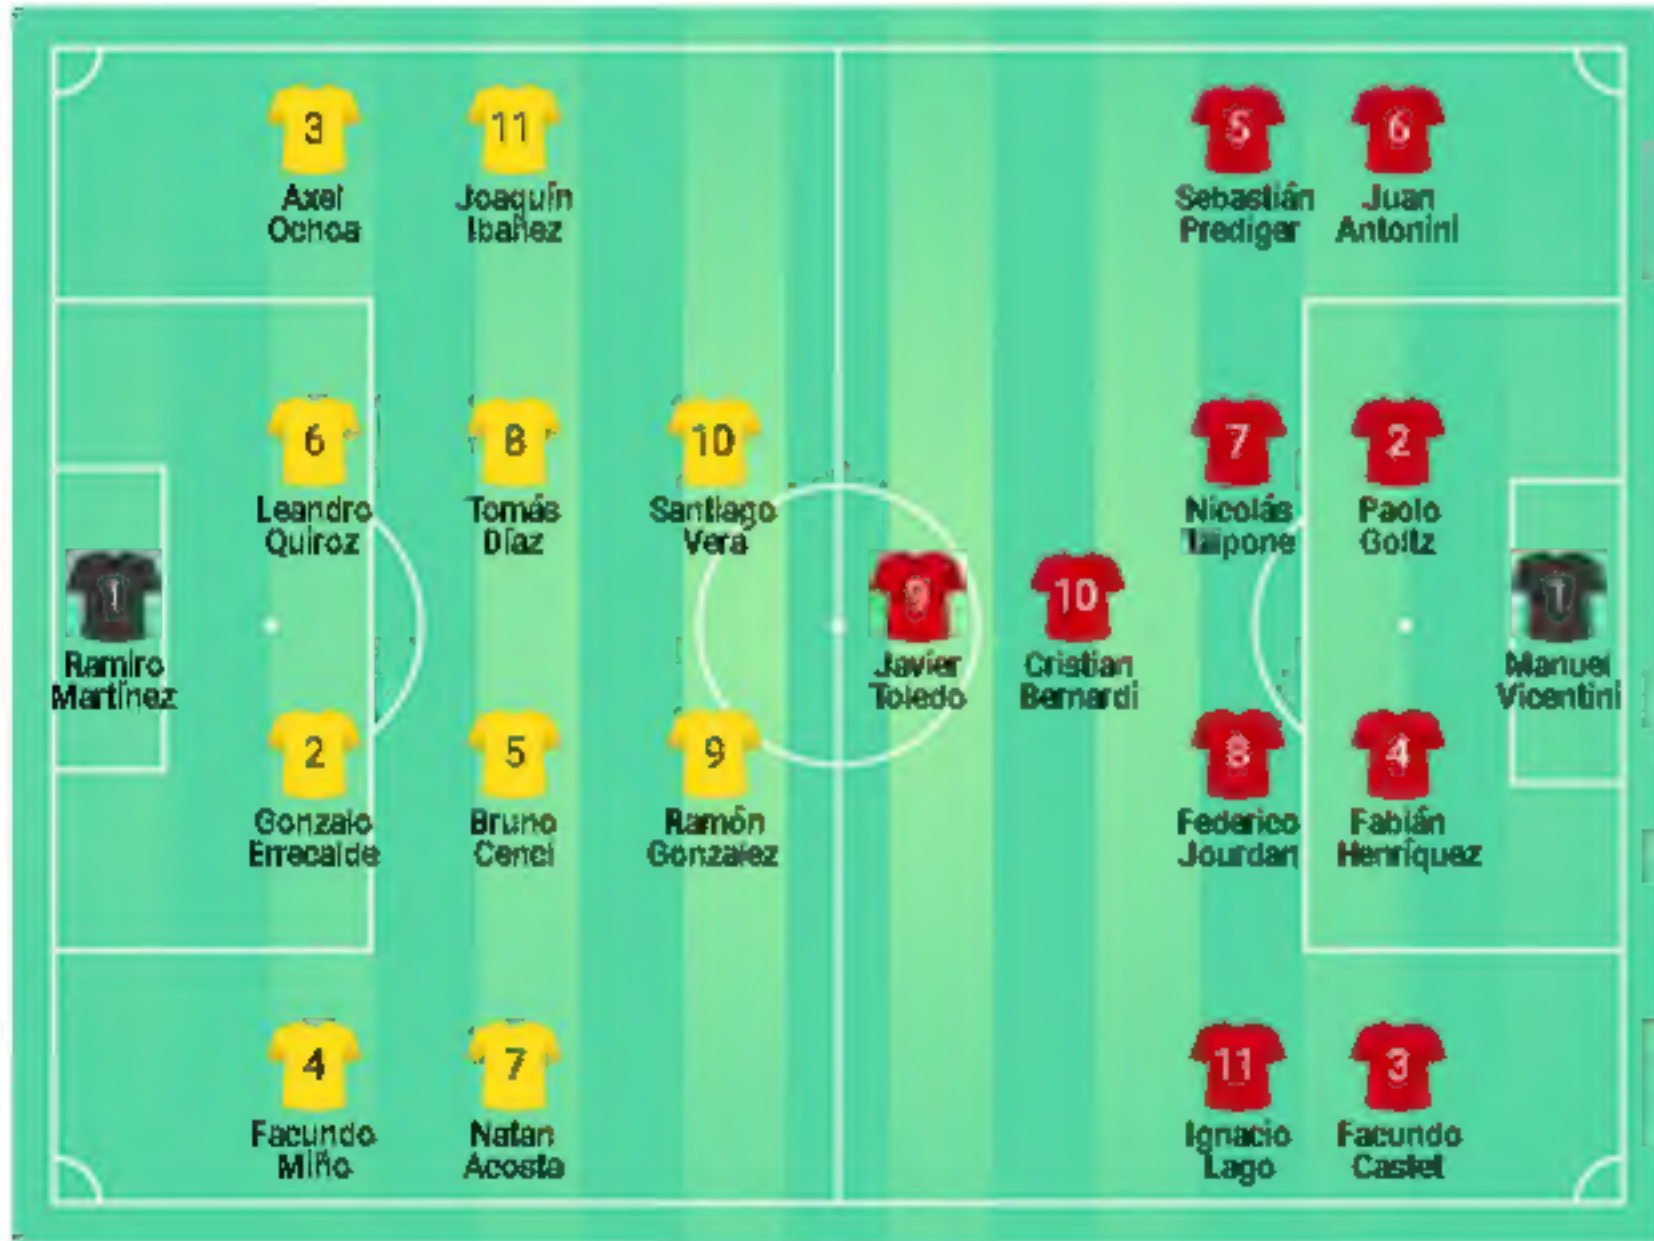 3
Axel
Ochoa
11
Joaquín
Ibañez
5
Sebastián
Prediger
6
Juan
Antonini
6
Leandro
Quiroz
8
Tomás
Díaz
10
Santiago
Vera
7
Nicolás
2
Paolo
Goltz
1
Ramiro
Martínez
9
Javier
Toledo
10
Cristian
Bernardi
1
Manuel
Vicentini
2
Gonzalo
Errecalde
5
Bruno
Cenci
9
Ramón
Gonzalez
8
Federico
Jourdan
4
Fabián
Henríquez
4
Facundo
Miño
7
Natan
Acosta
11
Ignacio
Lago
3
Facundo
Castet